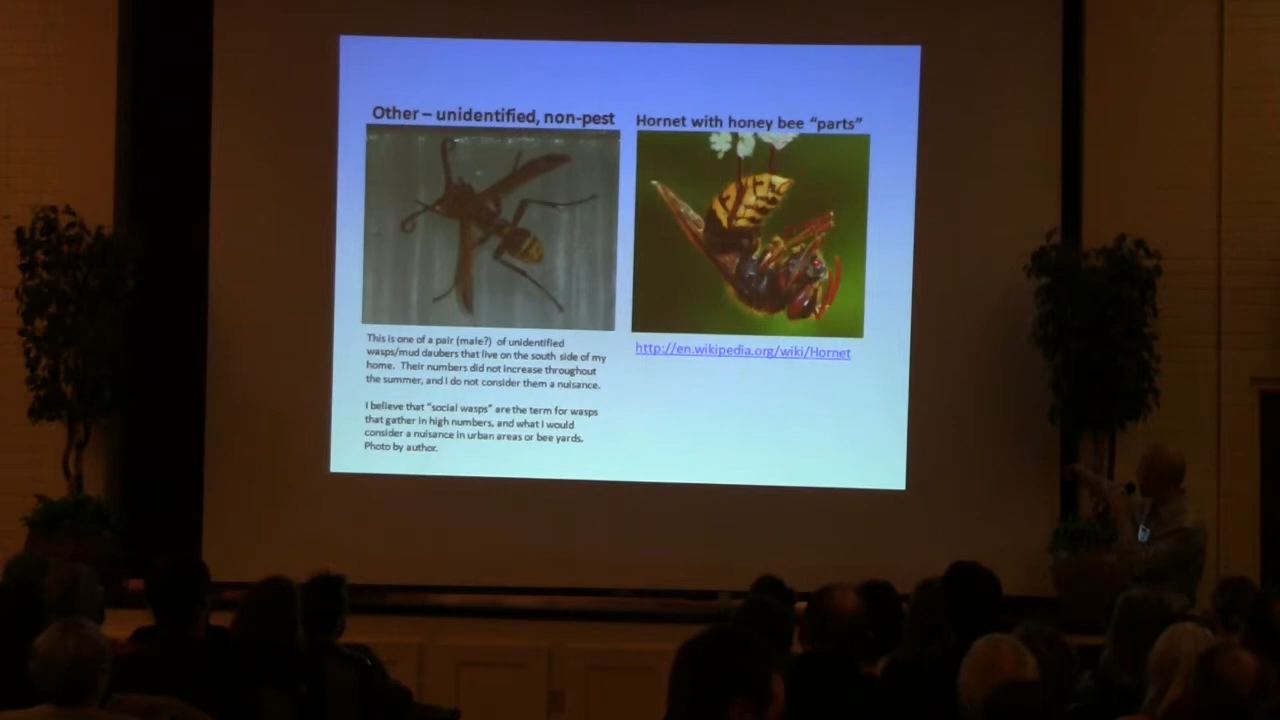 Other – unidentified, non-pest
Hornet with honey bee “parts”
This is one of a pair (male?) of unidentified
wasps/mud daubers that live on the south side of my
home. Their numbers did not increase throughout
the summer, and I do not consider them a nuisance.
I believe that “social wasps” are the term for wasps
that gather in high numbers, and what I would
consider a nuisance in urban areas or bee yards.
Photo by author.
http://en.wikipedia.org/wiki/Hornet